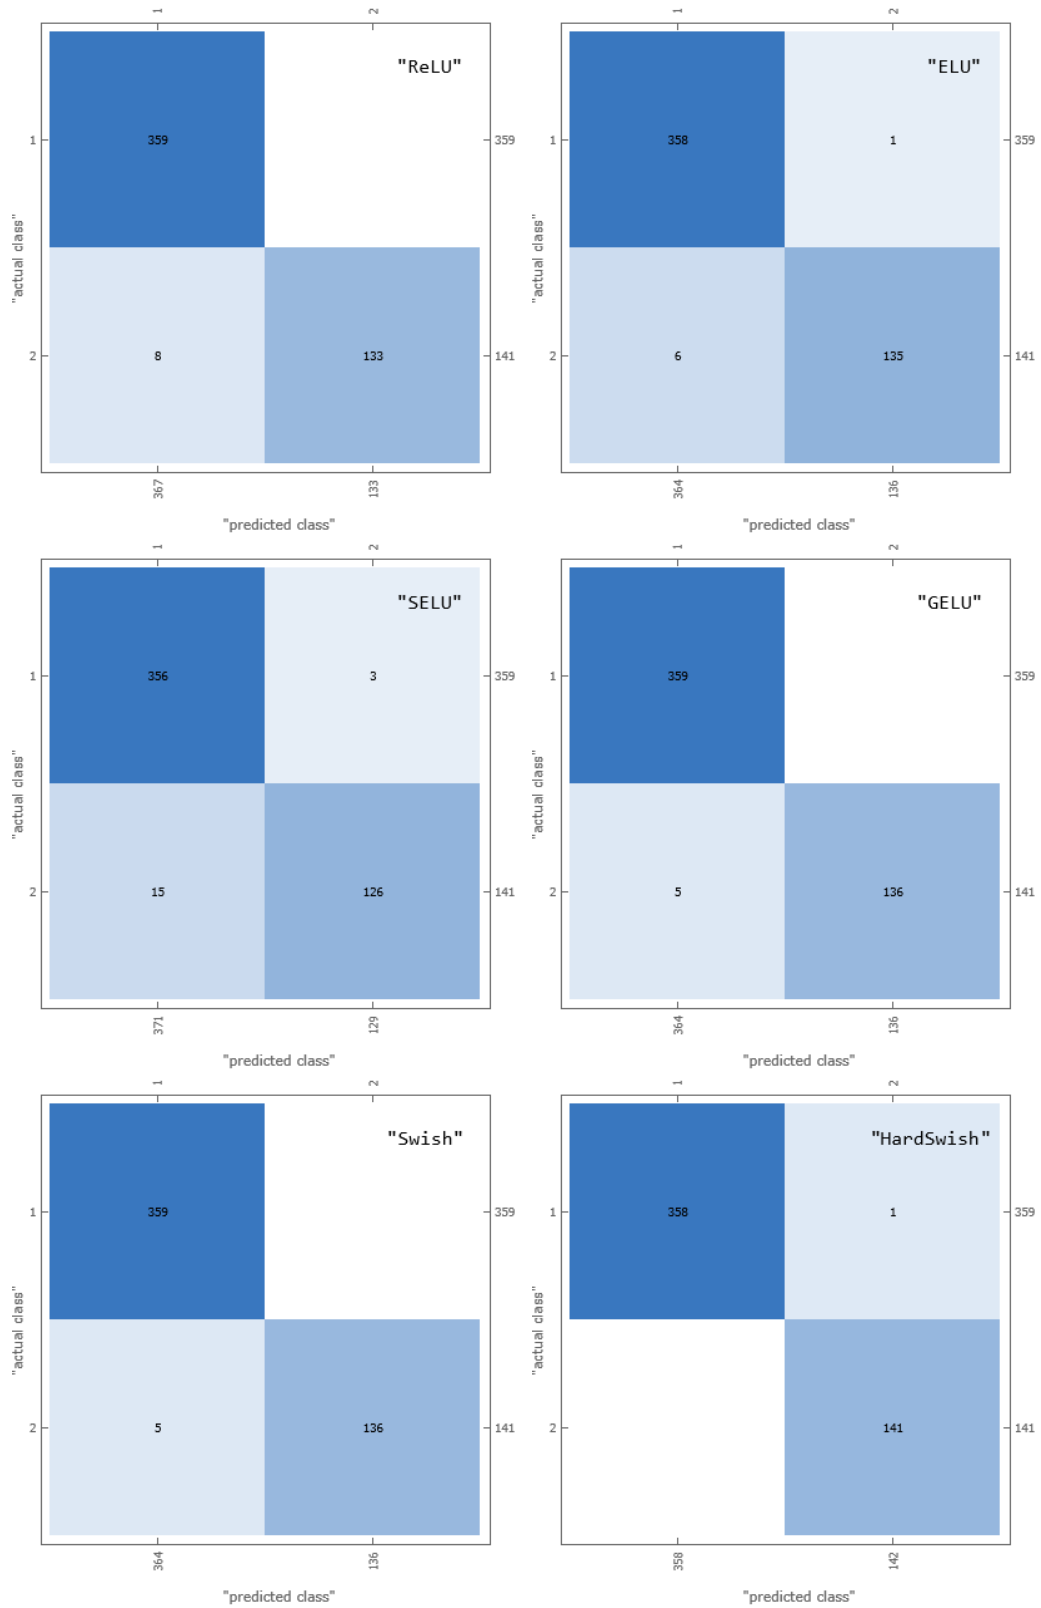 1 2
"ReLU"
1 359 359
"actual class"
2 8 133 141
367 133
"predicted class"
1 2
"ELU"
1 358 1 359
"actual class"
2 6 135 141
364 136
"predicted class"
1 2
"SELU"
1 356 3 359
"actual class"
2 15 126 141
371 129
"predicted class"
1 2
"GELU"
1 359 359
"actual class"
2 5 136 141
364 136
"predicted class"
1 2
"Swish"
1 359 359
"actual class"
2 5 136 141
364 136
"predicted class"
1 2
"HardSwish"
1 358 1 359
"actual class"
2 141 141
358 142
"predicted class"